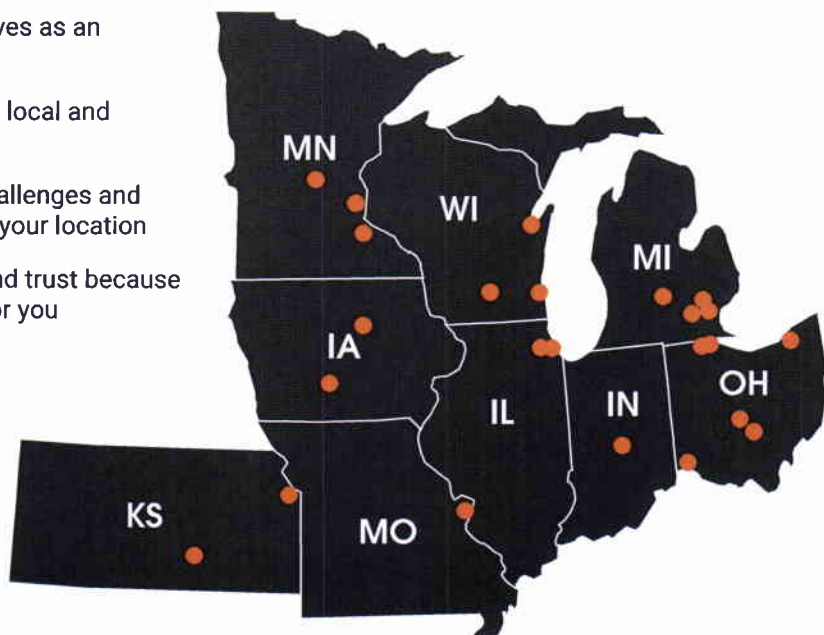 ves as an
local and
allenges and
your location
nd trust because
or you
MN
WI
MI
IA
IL
IN
OH
KS
MO